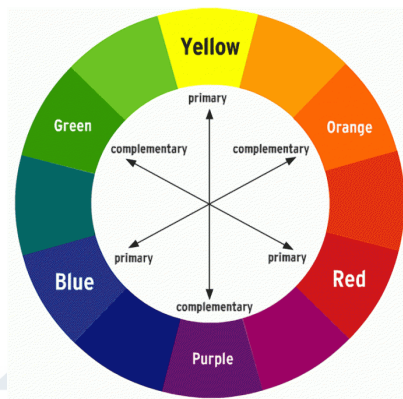 Yellow
primary
Green
Orange
complementary
complementary
primary
primary
Blue
Red
complementary
Purple